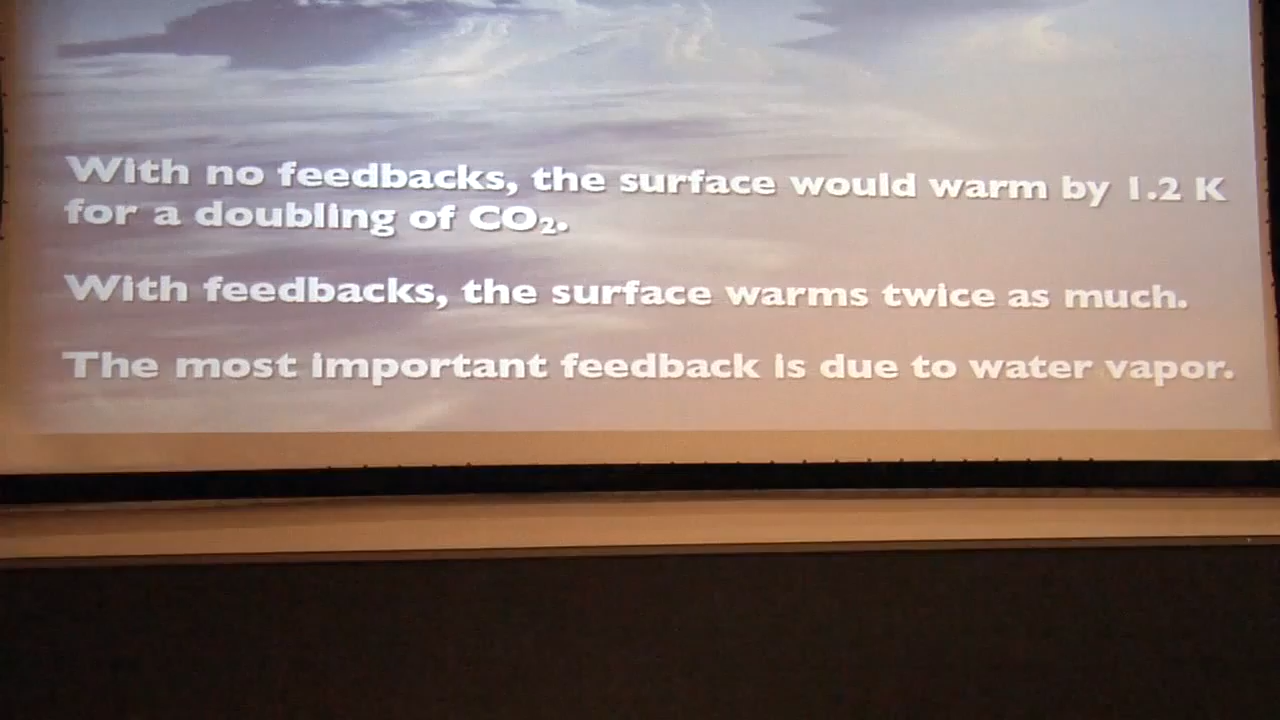 With no feedbacks, the surface would warm by 1.2 K
for a doubling of CO₂.
With feedbacks, the surface warms twice as much.
The most important feedback is due to water vapor.